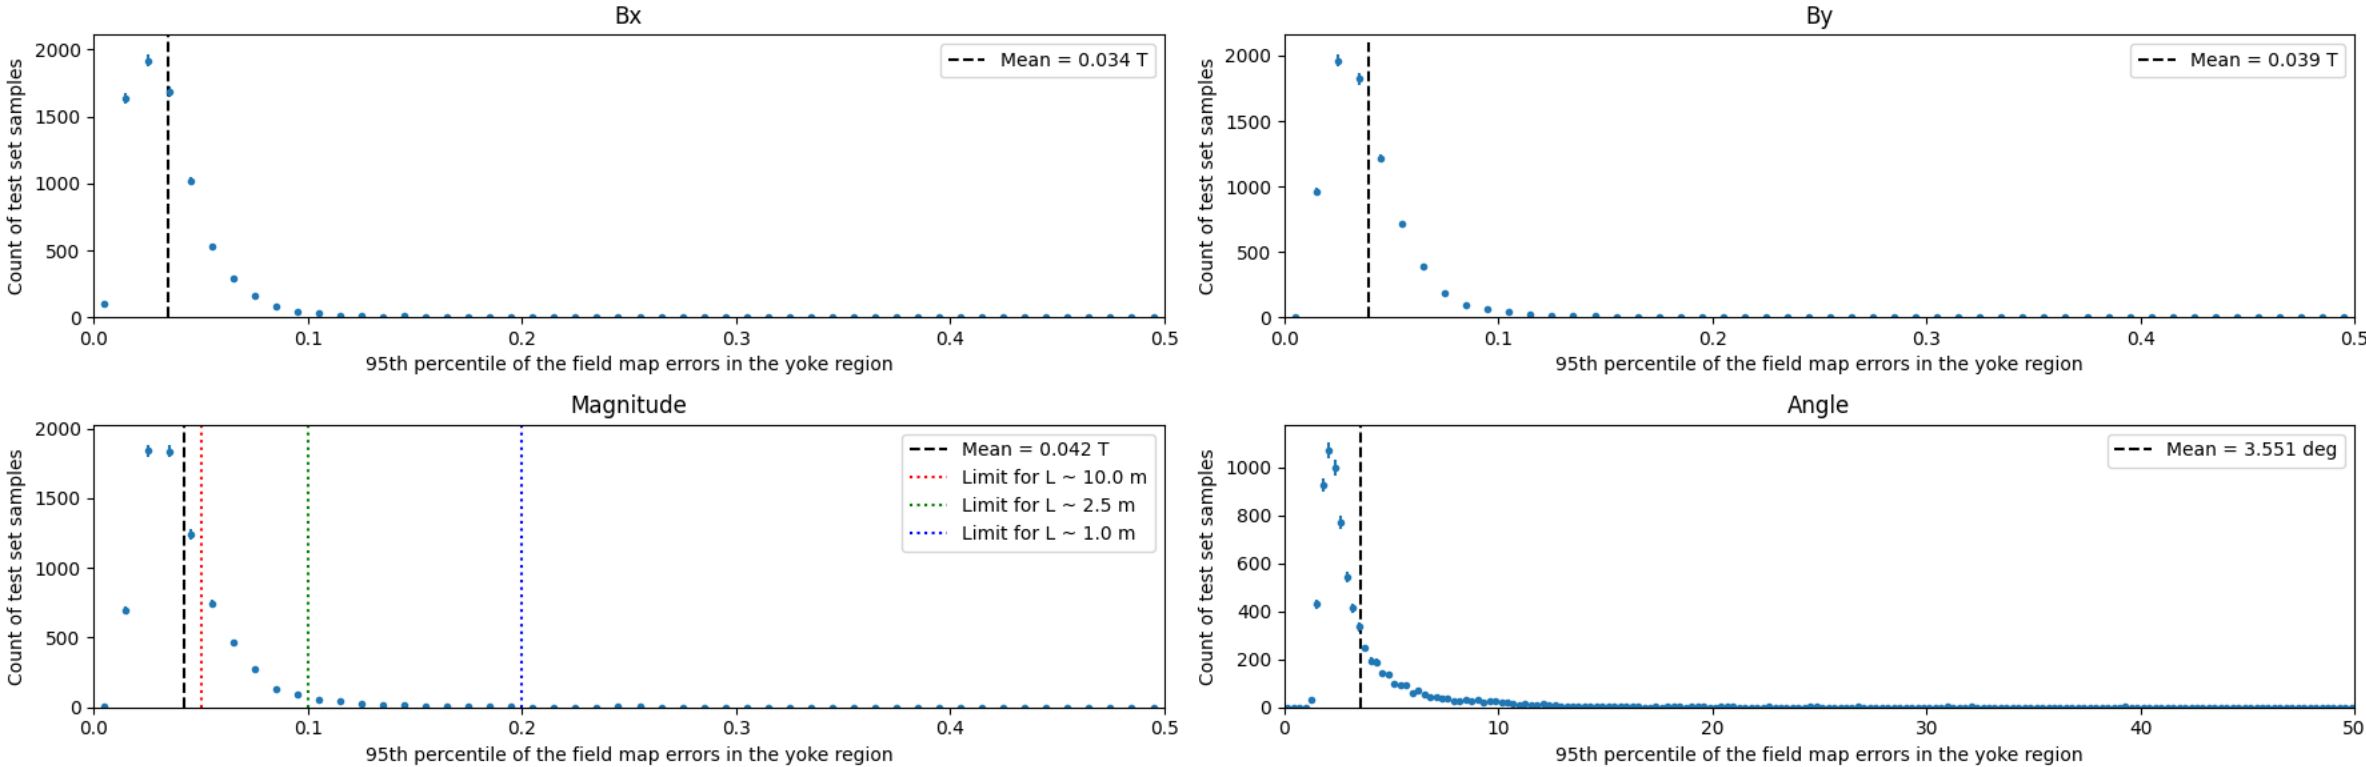 Bx
Count of test set samples
2000
1500
1000
500
0
Mean = 0.034 T
0.0 0.1 0.2 0.3 0.4 0.5
95th percentile of the field map errors in the yoke region
By
Count of test set samples
2000
1500
1000
500
0
Mean = 0.039 T
0.0 0.1 0.2 0.3 0.4 0.5
95th percentile of the field map errors in the yoke region
Magnitude
Count of test set samples
2000
1500
1000
500
0
Mean = 0.042 T
Limit for L ~ 10.0 m
Limit for L ~ 2.5 m
Limit for L ~ 1.0 m
0.0 0.1 0.2 0.3 0.4 0.5
95th percentile of the field map errors in the yoke region
Angle
Count of test set samples
1000
800
600
400
200
0
Mean = 3.551 deg
0 10 20 30 40 50
95th percentile of the field map errors in the yoke region